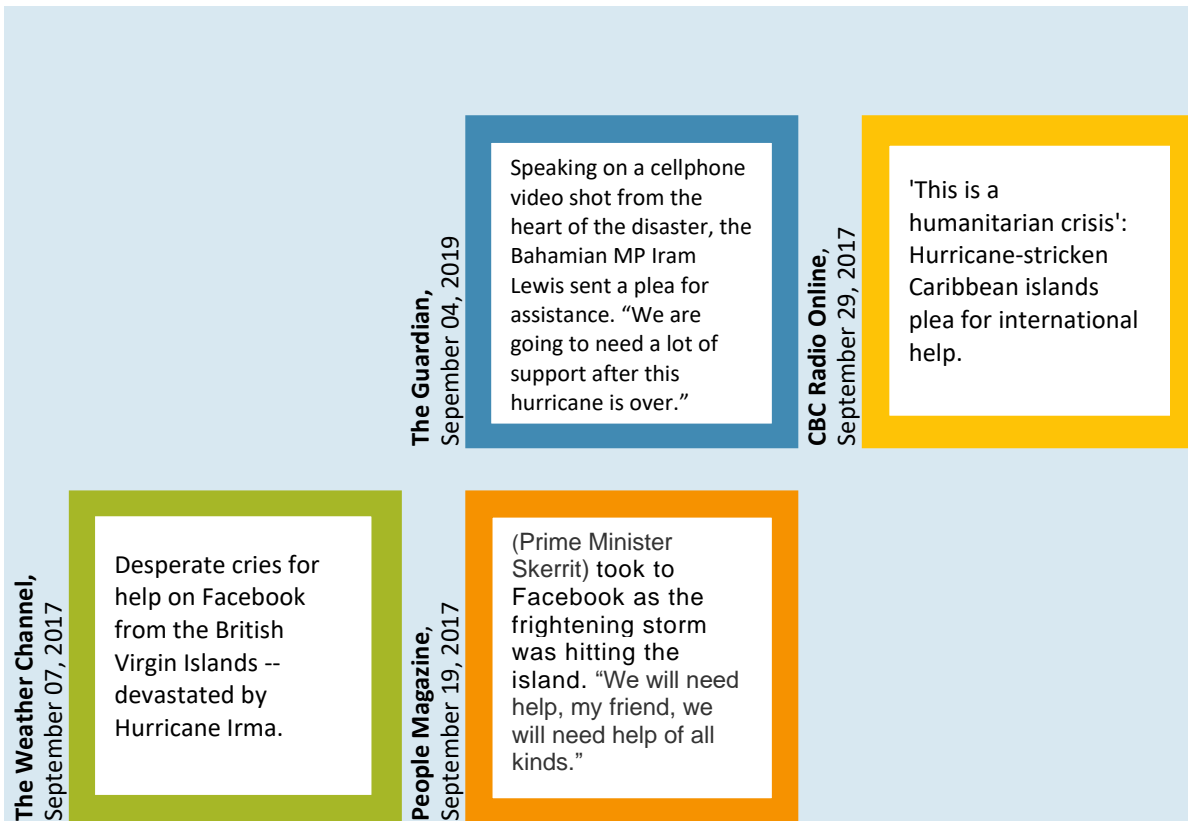 The Guardian,
Sepember 04, 2019
Speaking on a cellphone
video shot from the
heart of the disaster, the
Bahamian MP Iram
Lewis sent a plea for
assistance. “We are
going to need a lot of
support after this
hurricane is over.”
CBC Radio Online,
September 29, 2017
'This is a
humanitarian crisis':
Hurricane-stricken
Caribbean islands
plea for international
help.
The Weather Channel,
September 07, 2017
Desperate cries for
help on Facebook
from the British
Virgin Islands --
devastated by
Hurricane Irma.
People Magazine,
September 19, 2017
(Prime Minister
Skerrit) took to
Facebook as the
frightening storm
was hitting the
island. “We will need
help, my friend, we
will need help of all
kinds.”